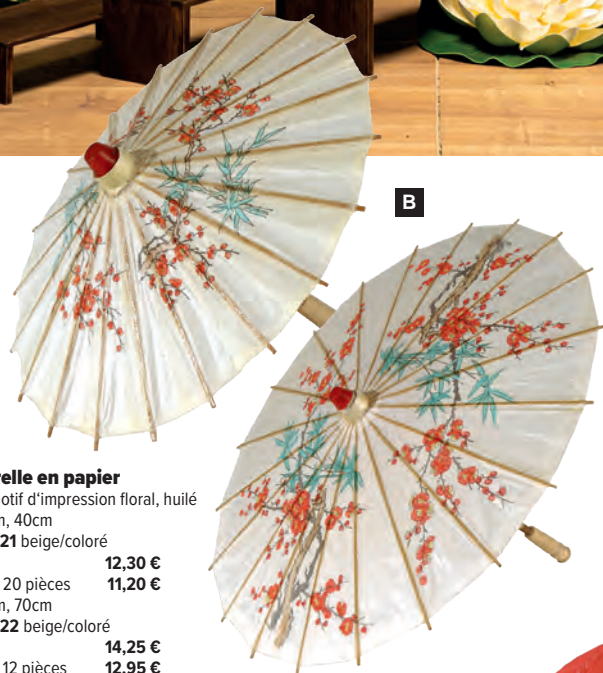 B
elle en papier
otif d‘impression floral, huilé
m, 40cm
21 beige/coloré
12,30 €
20 pièces 11,20 €
m, 70cm
22 beige/coloré
14,25 €
12 pièces 12,95 €